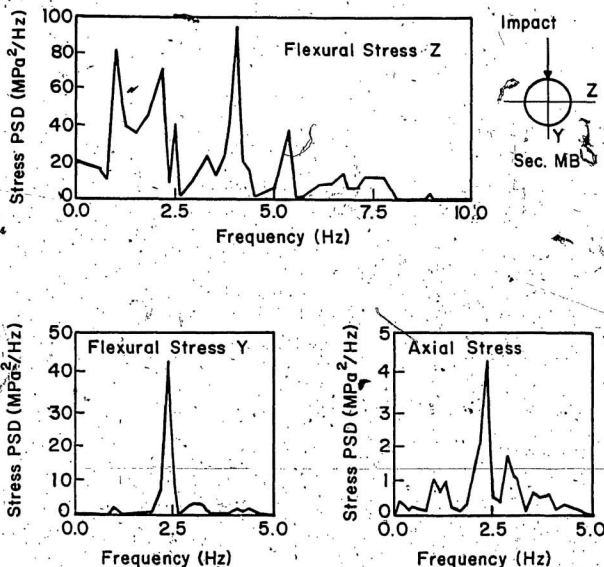 Stress PSD (MPa²/Hz)
100
80
60
40
20
0
Flexural Stress Z
0.0
2.5
5.0
7.5
10.0
Frequency (Hz)
Impact
Z
Y
Sec. MB
Stress PSD (MPa²/Hz)
50
40
30
20
10
0
Flexural Stress Y
0.0
2.5
5.0
Frequency (Hz)
Stress PSD (MPa²/Hz)
5
4
3
2
1
0
Axial Stress
0.0
2.5
5.0
Frequency (Hz)